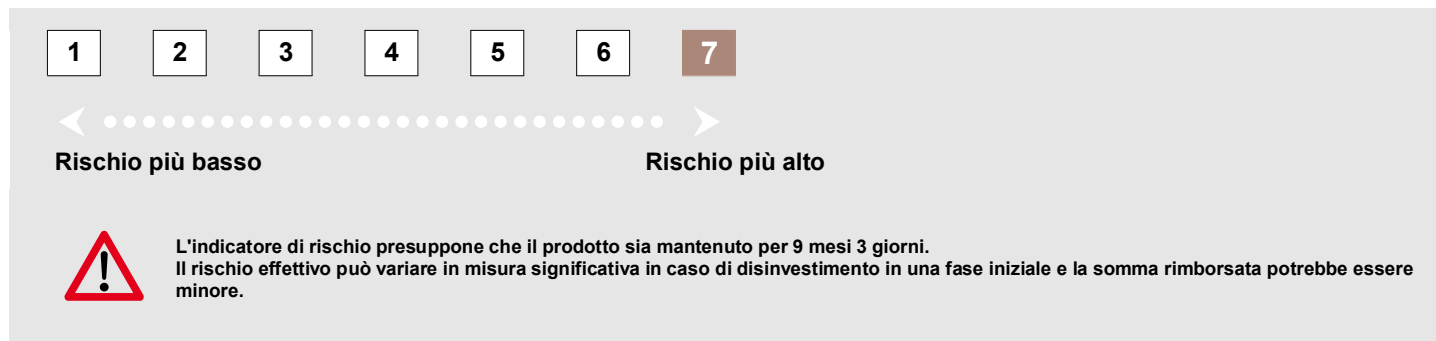 1 2 3 4 5 6 7
Rischio più basso Rischio più alto
L'indicatore di rischio presuppone che il prodotto sia mantenuto per 9 mesi 3 giorni.
Il rischio effettivo può variare in misura significativa in caso di disinvestimento in una fase iniziale e la somma rimborsata potrebbe essere
minore.